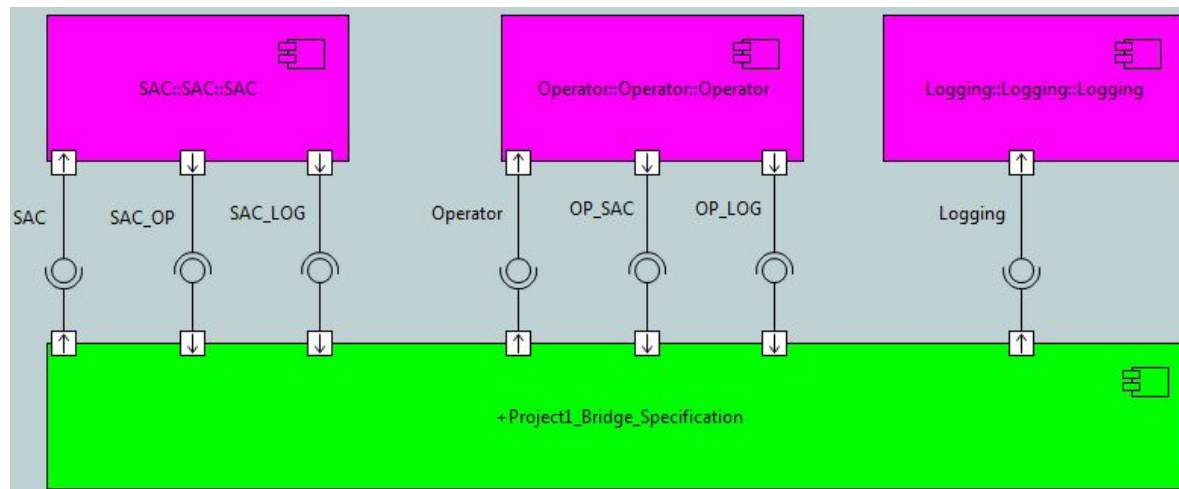 SAC::SAC::SAC
Operator::Operator::Operator
Logging::Logging::Logging
SAC
SAC_OP
SAC_LOG
Operator
OP_SAC
OP_LOG
Logging
+Project1_Bridge_Specification